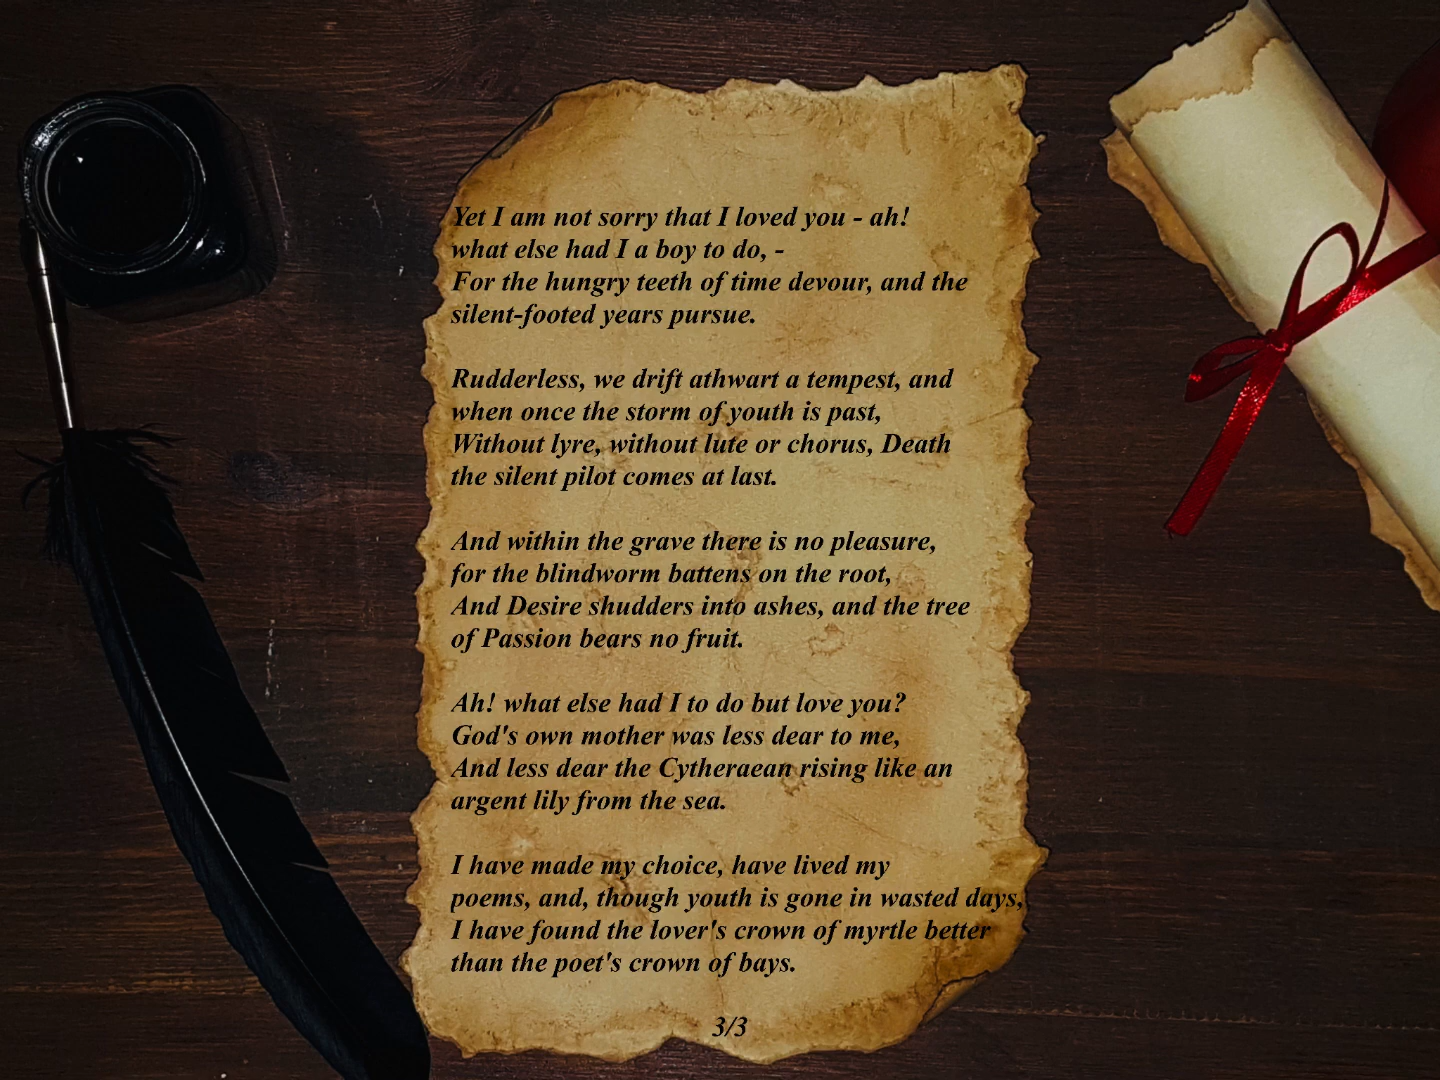 Yet I am not sorry that I loved you - ah!
what else had I a boy to do, -
For the hungry teeth of time devour, and the
silent-footed years pursue.
Rudderless, we drift athwart a tempest, and
when once the storm of youth is past,
Without lyre, without lute or chorus, Death
the silent pilot comes at last.
And within the grave there is no pleasure,
for the blindworm battens on the root,
And Desire shudders into ashes, and the tree
of Passion bears no fruit.
Ah! what else had I to do but love you?
God's own mother was less dear to me,
And less dear the Cytheraean rising like an
argent lily from the sea.
I have made my choice, have lived my
poems, and, though youth is gone in wasted days,
I have found the lover's crown of myrtle better
than the poet's crown of bays.
3/3